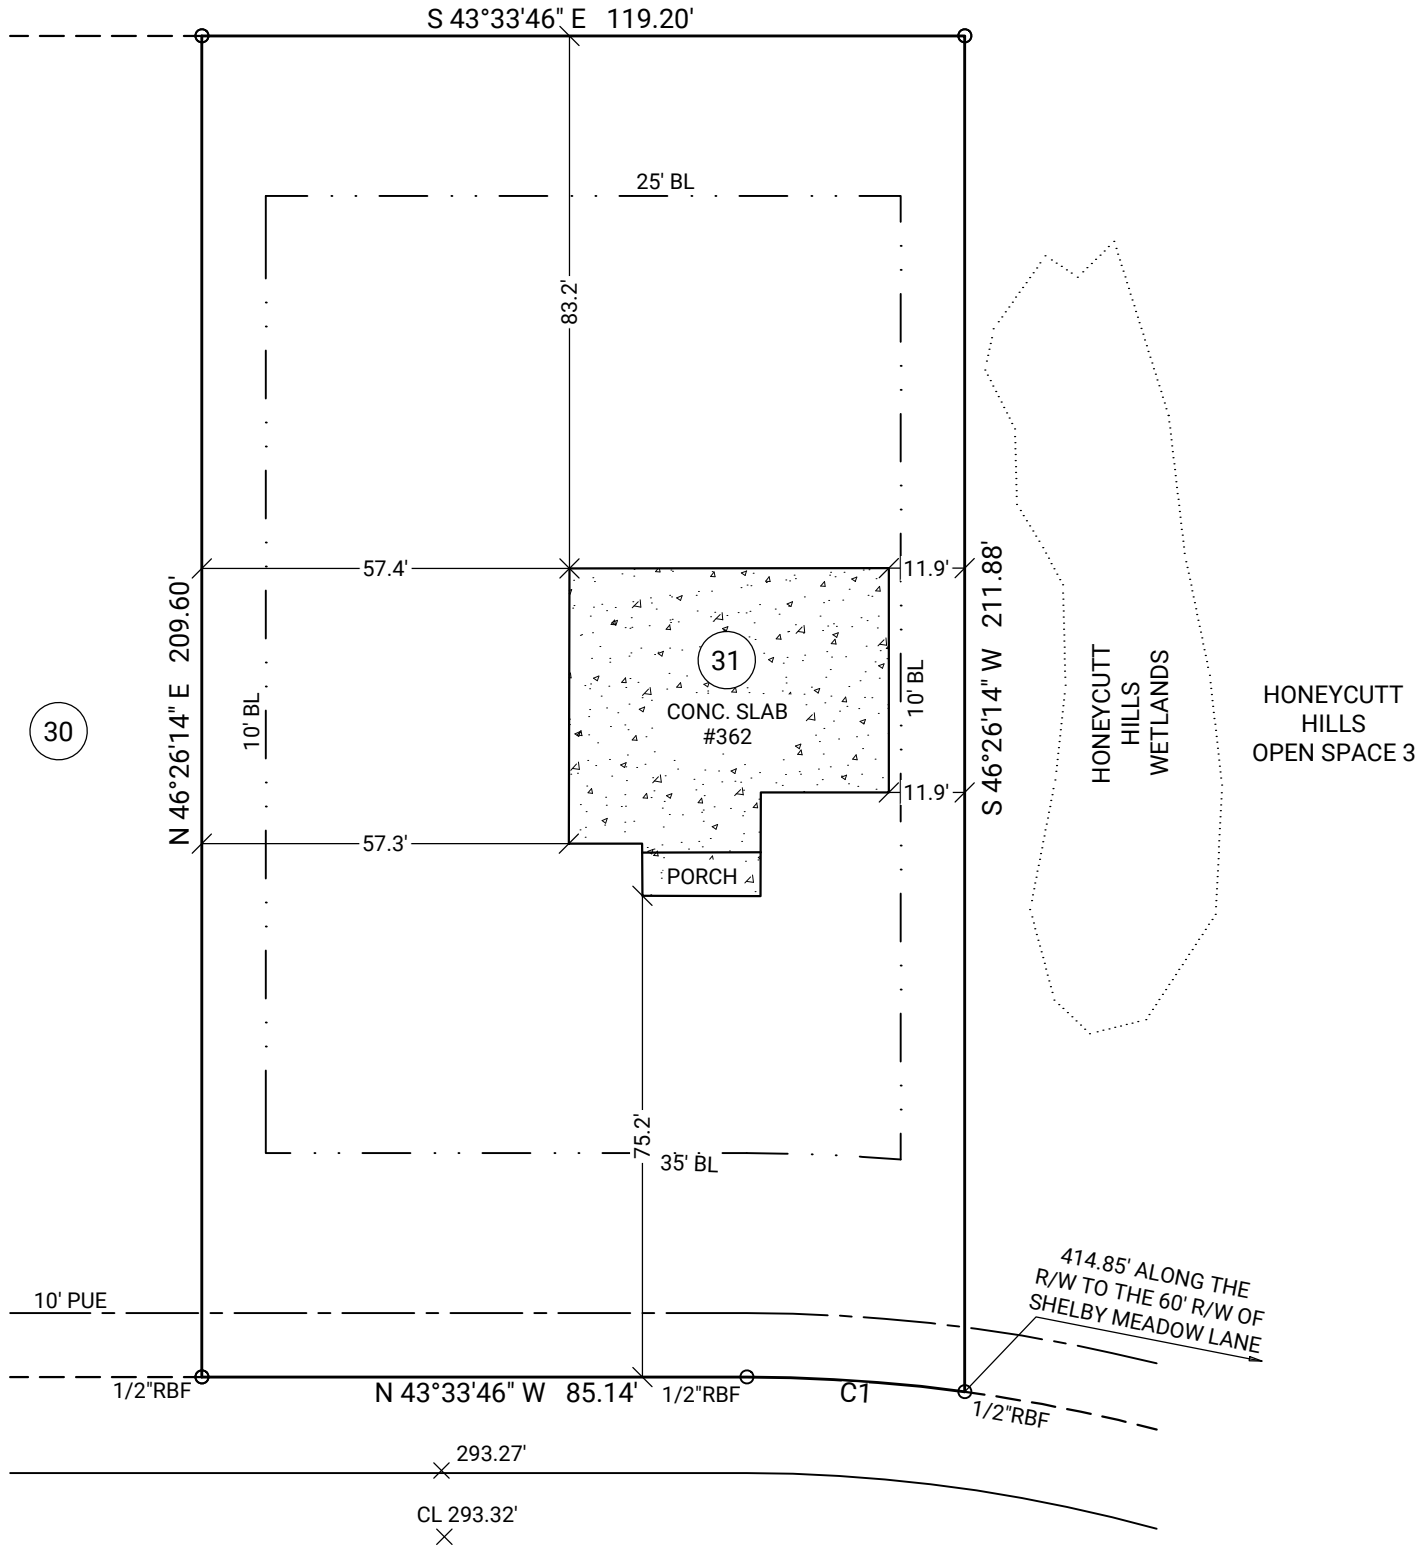 S 43°33'46" E 119.20'
25' BL
83.2'
57.4'
11.9'
N 46°26'14" E 209.60'
S 46°26'14" W 211.88'
31
CONC. SLAB
#362
10' BL
10' BL
30
HONEYCUTT
HILLS
WETLANDS
HONEYCUTT
HILLS
OPEN SPACE 3
11.9'
57.3'
PORCH
75.2'
35' BL
414.85' ALONG THE
R/W TO THE 60' R/W OF
SHELBY MEADOW LANE
10' PUE
1/2"RBF
N 43°33'46" W 85.14'
1/2"RBF
C1
1/2"RBF
293.27'
CL 293.32'